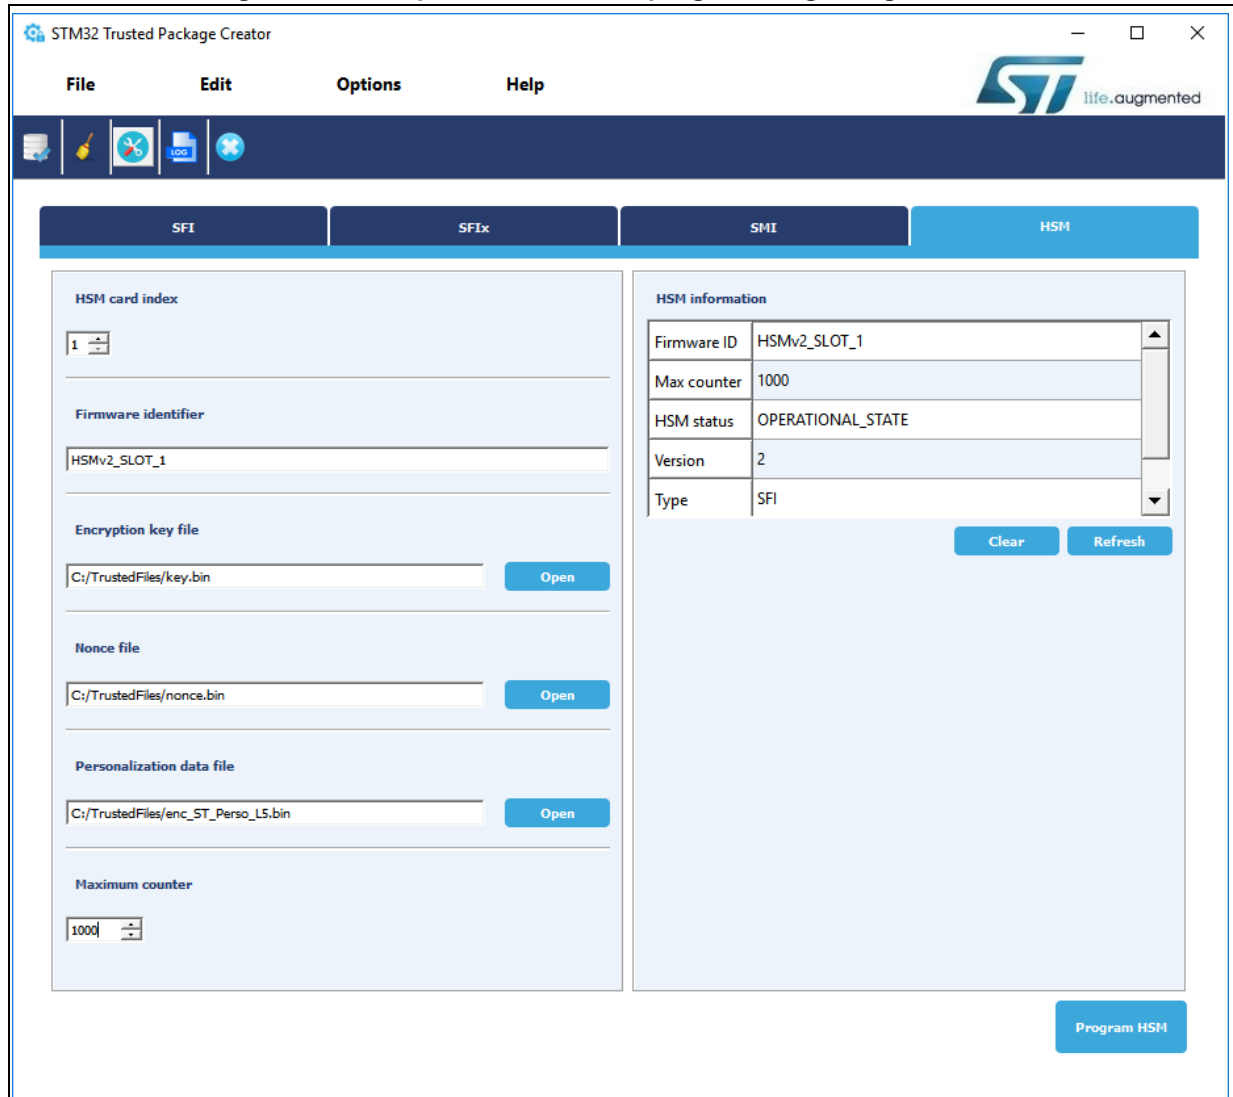 STM32 Trusted Package Creator
File Edit Options Help
ST life.augmented
LOG
SFI SFIx SMI HSM
HSM card index
1
Firmware identifier
HSMv2_SLOT_1
Encryption key file
C:/TrustedFiles/key.bin Open
Nonce file
C:/TrustedFiles/nonce.bin Open
Personalization data file
C:/TrustedFiles/enc_ST_Perso_L5.bin Open
Maximum counter
1000
HSM information
Firmware ID HSMv2_SLOT_1
Max counter 1000
HSM status OPERATIONAL_STATE
Version 2
Type SFI
Clear Refresh
Program HSM